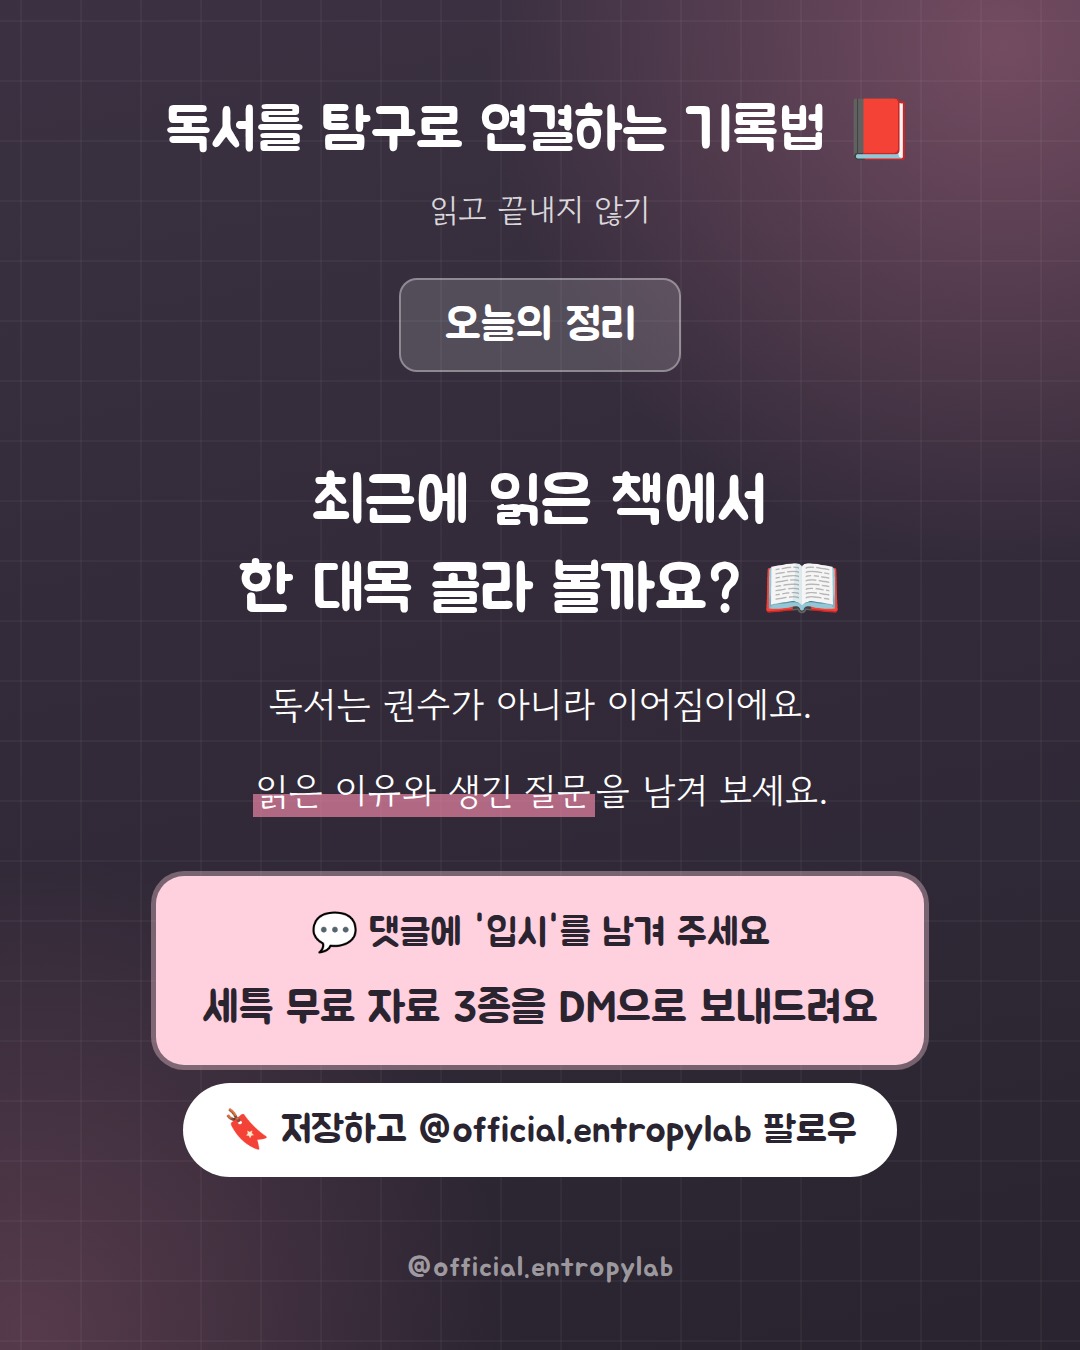 독서를 탐구로 연결하는 기록법 📕
읽고 끝내지 않기
오늘의 정리
최근에 읽은 책에서
한 대목 골라 볼까요? 📖
독서는 권수가 아니라 이어짐이에요.
읽은 이유와 생긴 질문을 남겨 보세요.
💬 댓글에 '입시'를 남겨 주세요
세특 무료 자료 3종을 DM으로 보내드려요
🔖 저장하고 @official.entropylab 팔로우
@official.entropylab